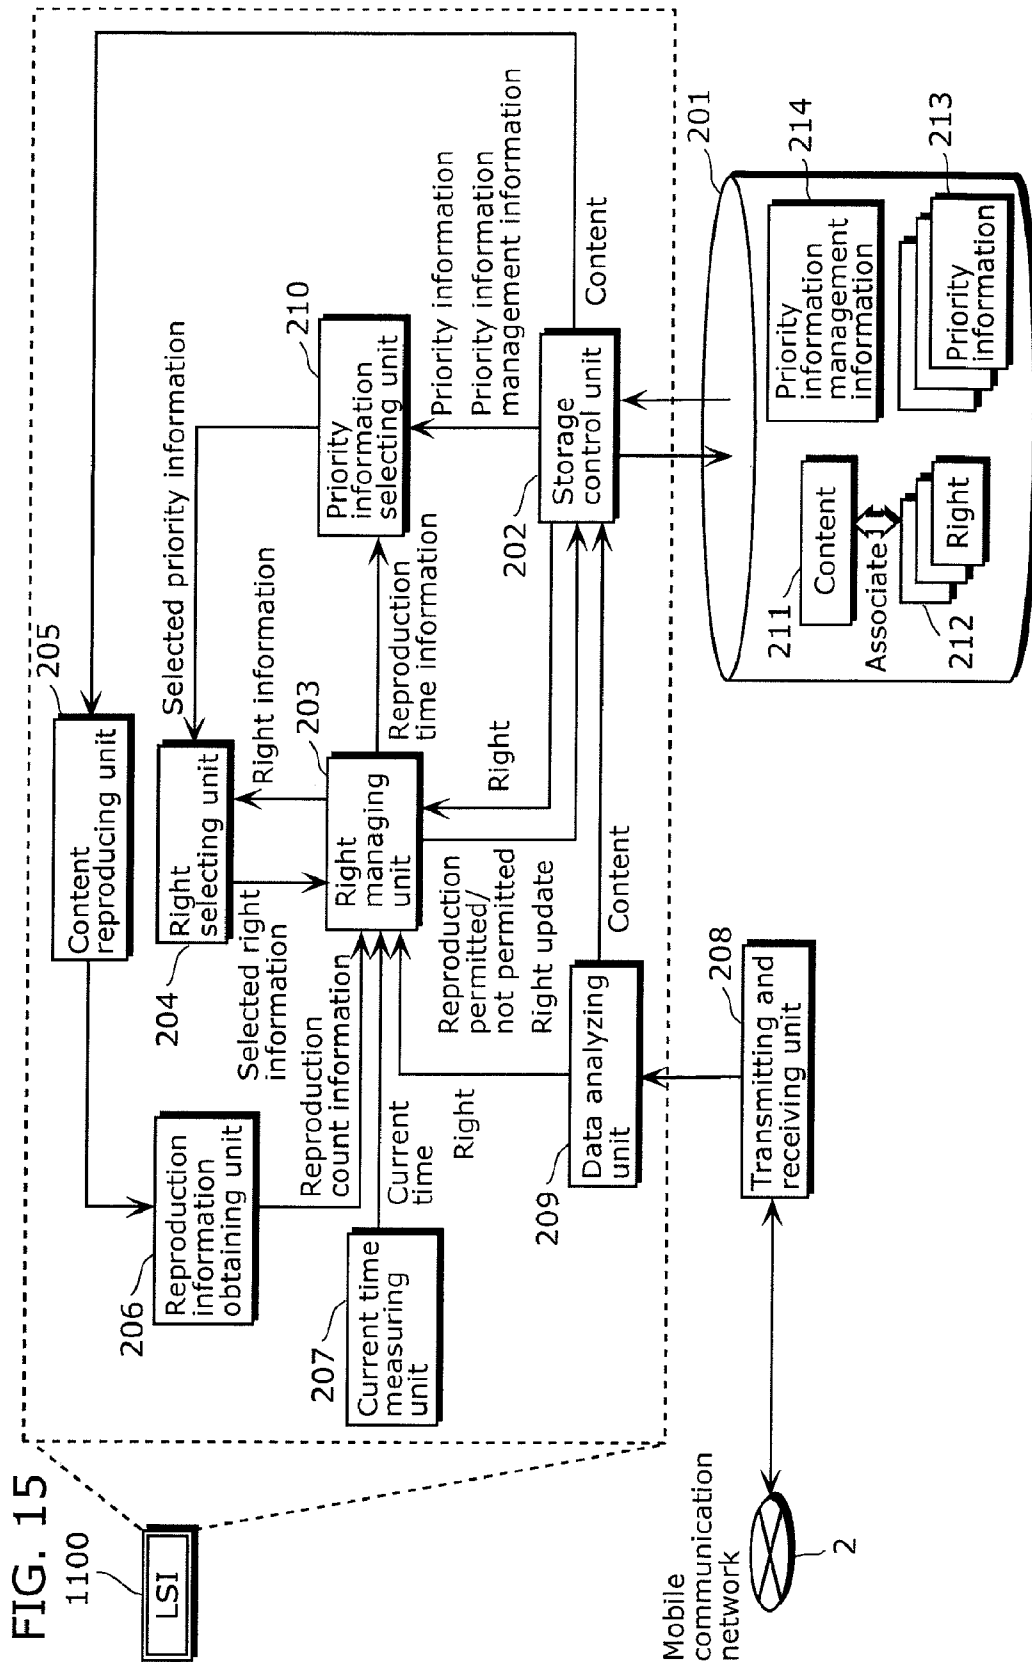 FIG. 15
1100
LSI
205
Content
reproducing unit
Selected priority information
204
Right
selecting unit
Right information
206
Reproduction
information
obtaining unit
Selected right
information
Reproduction
count information
203
Right
managing
unit
210
Priority
information
selecting unit
Reproduction
time information
207
Current time
measuring
unit
Current
time
Right
Reproduction
permitted/
not permitted
Right update
Right
Priority information
Priority information
management information
202
Storage
control unit
Content
209
Data analyzing
unit
Content
Mobile
communication
network
2
208
Transmitting and
receiving unit
201
211
Content
Associate
212
Right
214
Priority
information
management
information
213
Priority
information